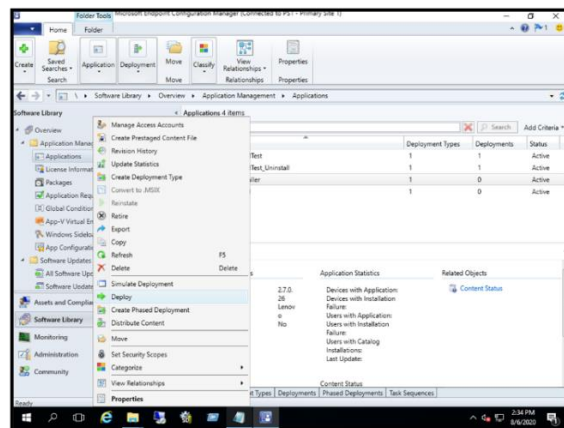 Folder Tools
Microsoft Endpoint Configuration Manager (Connected to PS1 - Primary Site 1)
Home
Folder
Create
Saved Searches
Application
Deployment
Move
Classify
View Relationships
Properties
Search
Move
Relationships
Properties
\ Software Library Overview Application Management Applications
Software Library
Applications 4 items
Search
Add Criteria
Overview
Application Manag
Applications
License Informat
Packages
Application Req
Global Condition
App-V Virtual En
Windows Sideloa
App Configuratio
Software Updates
All Software Upd
Software Update
Assets and Complian
Software Library
Monitoring
Administration
Community
Ready
Manage Access Accounts
Create Prestaged Content File
Revision History
Update Statistics
Create Deployment Type
Convert to .MSIX
Reinstate
Retire
Export
Copy
Refresh F5
Delete Delete
Simulate Deployment
Deploy
Create Phased Deployment
Distribute Content
Move
Set Security Scopes
Categorize
View Relationships
Properties
Deployment Types Deployments Status
Test 1 1 Active
Test_Uninstall 1 1 Active
1 0 Active
1 0 Active
Application Statistics
Related Objects
2.7.0.
26
Lenov
No
Devices with Application:
Devices with Installation Failure:
Users with Application:
Users with Installation Failure:
Users with Catalog Installations:
Last Update:
Content Status
Content Status
t Types Deployments Phased Deployments Task Sequences
2:34 PM
8/6/2020